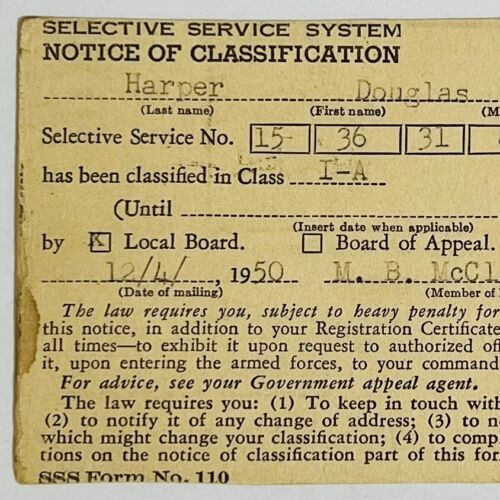 SELECTIVE SERVICE SYSTEM
NOTICE OF CLASSIFICATION
Harper Douglas
(Last name) (First name) (M
Selective Service No. 15- 36 31
has been classified in Class I-A
(Until
(Insert date when applicable)
by X Local Board. Board of Appeal.
12/4/, 1950 M. B. McCl
(Date of mailing) (Member of
The law requires you, subject to heavy penalty for
this notice, in addition to your Registration Certificate
all times—to exhibit it upon request to authorized off
it, upon entering the armed forces, to your command
For advice, see your Government appeal agent.
The law requires you: (1) To keep in touch with
(2) to notify it of any change of address; (3) to n
which might change your classification; (4) to comp
tions on the notice of classification part of this for
SSS Form No. 110